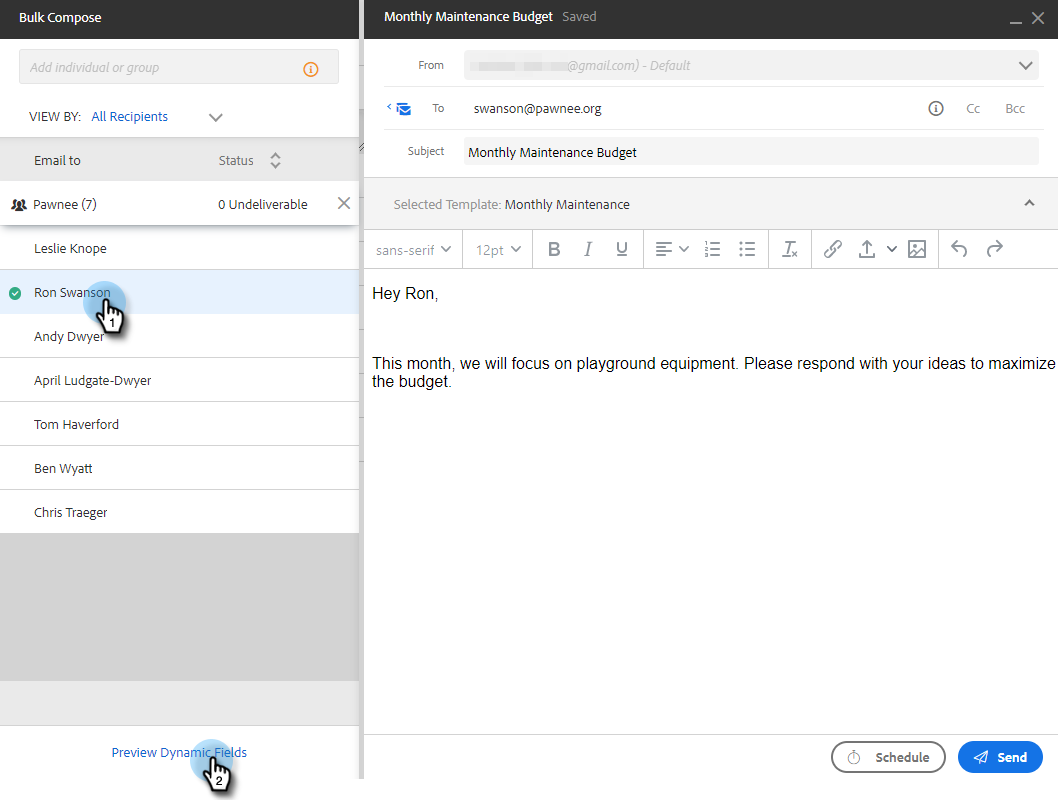 Bulk Compose
Add individual or group
VIEW BY: All Recipients
Email to Status
Pawnee (7) 0 Undeliverable
Leslie Knope
Ron Swanson
1
Andy Dwyer
April Ludgate-Dwyer
Tom Haverford
Ben Wyatt
Chris Traeger
Preview Dynamic Fields
2
Monthly Maintenance Budget Saved
From @gmail.com) - Default
To swanson@pawnee.org Cc Bcc
Subject Monthly Maintenance Budget
Selected Template: Monthly Maintenance
sans-serif 12pt B I U
Hey Ron,
This month, we will focus on playground equipment. Please respond with your ideas to maximize
the budget.
Schedule Send